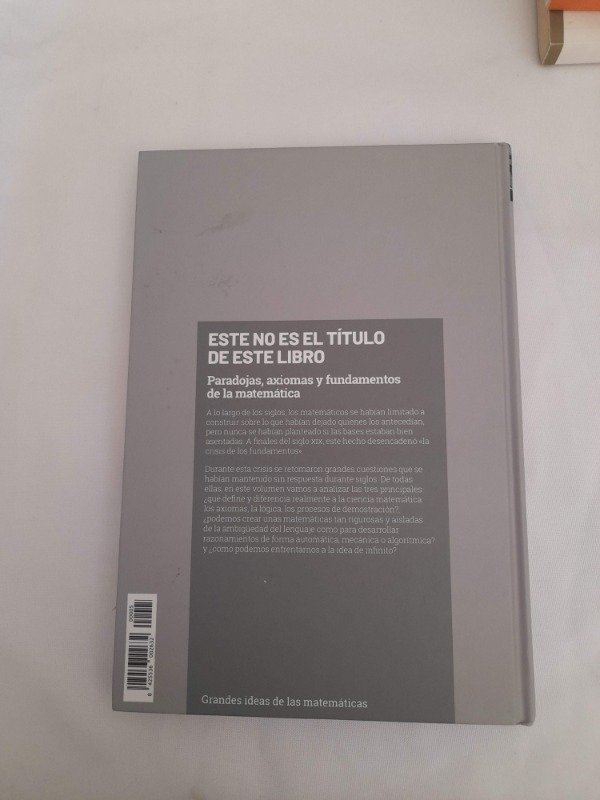 ESTE NO ES EL TÍTULO
DE ESTE LIBRO
Paradojas, axiomas y fundamentos
de la matemática
A lo largo de los siglos, los matemáticos se habían limitado a
construir sobre lo que habían dejado quienes los antecedían,
pero nunca se habían planteado si las bases estaban bien
asentadas. A finales del siglo XIX, este hecho desencadenó «la
crisis de los fundamentos».
Durante esta crisis se retomaron grandes cuestiones que se
habían mantenido sin respuesta durante siglos. De todas
ellas, en este volumen vamos a analizar las tres principales:
¿qué define y diferencia realmente a la ciencia matemática:
los axiomas, la lógica, los procesos de demostración?,
¿podemos crear unas matemáticas tan rigurosas y aisladas
de la ambigüedad del lenguaje como para desarrollar
razonamientos de forma automática, mecánica o algorítmica?
y ¿cómo podemos enfrentarnos a la idea de infinito?
00005
8 425536 002632
Grandes ideas de las matemáticas